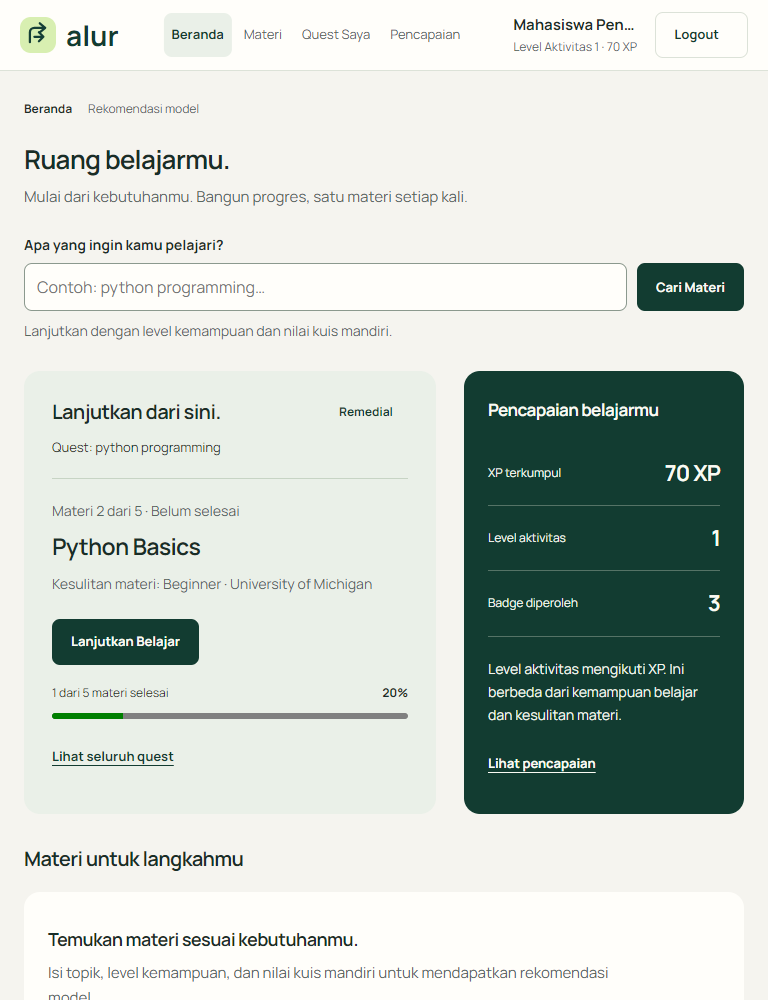 alur
Beranda Materi Quest Saya Pencapaian
Mahasiswa Pen...
Level Aktivitas 1 · 70 XP
Logout
Beranda Rekomendasi model
Ruang belajarmu.
Mulai dari kebutuhanmu. Bangun progres, satu materi setiap kali.
Apa yang ingin kamu pelajari?
Contoh: python programming...
Cari Materi
Lanjutkan dengan level kemampuan dan nilai kuis mandiri.
Lanjutkan dari sini.
Remedial
Quest: python programming
Materi 2 dari 5 · Belum selesai
Python Basics
Kesulitan materi: Beginner · University of Michigan
Lanjutkan Belajar
1 dari 5 materi selesai 20%
Lihat seluruh quest
Pencapaian belajarmu
XP terkumpul 70 XP
Level aktivitas 1
Badge diperoleh 3
Level aktivitas mengikuti XP. Ini
berbeda dari kemampuan belajar
dan kesulitan materi.
Lihat pencapaian
Materi untuk langkahmu
Temukan materi sesuai kebutuhanmu.
Isi topik, level kemampuan, dan nilai kuis mandiri untuk mendapatkan rekomendasi
model.